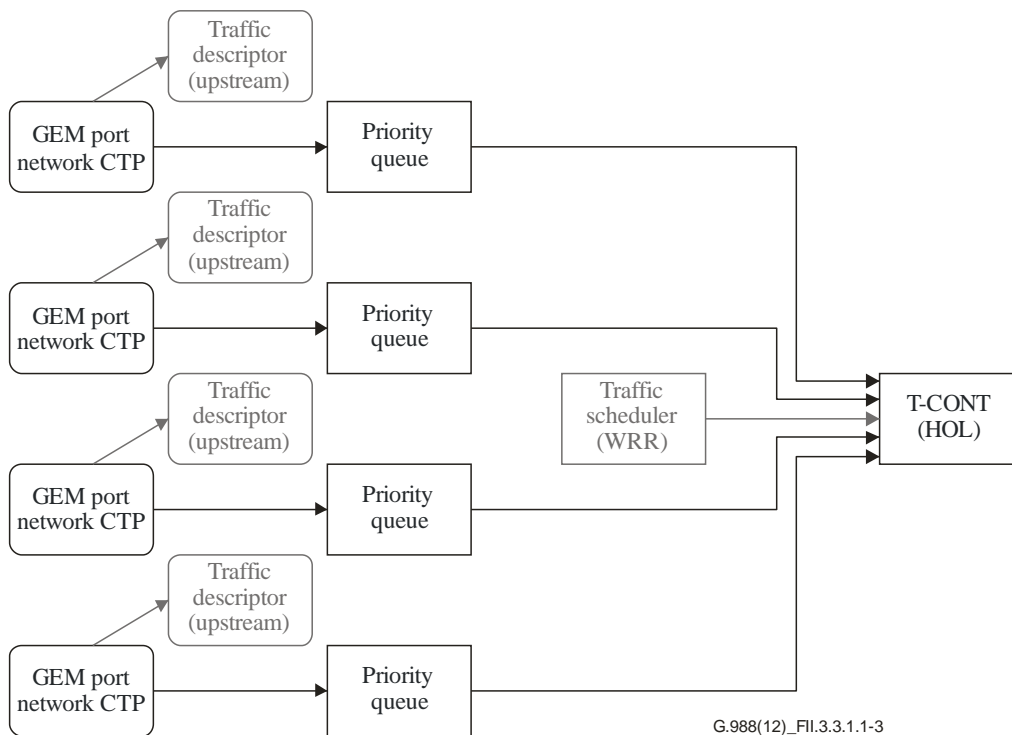 Traffic
descriptor
(upstream)
GEM port
network CTP
Priority
queue
Traffic
descriptor
(upstream)
GEM port
network CTP
Priority
queue
Traffic
scheduler
(WRR)
T-CONT
(HOL)
Traffic
descriptor
(upstream)
GEM port
network CTP
Priority
queue
Traffic
descriptor
(upstream)
GEM port
network CTP
Priority
queue
G.988(12)_FII.3.3.1.1-3